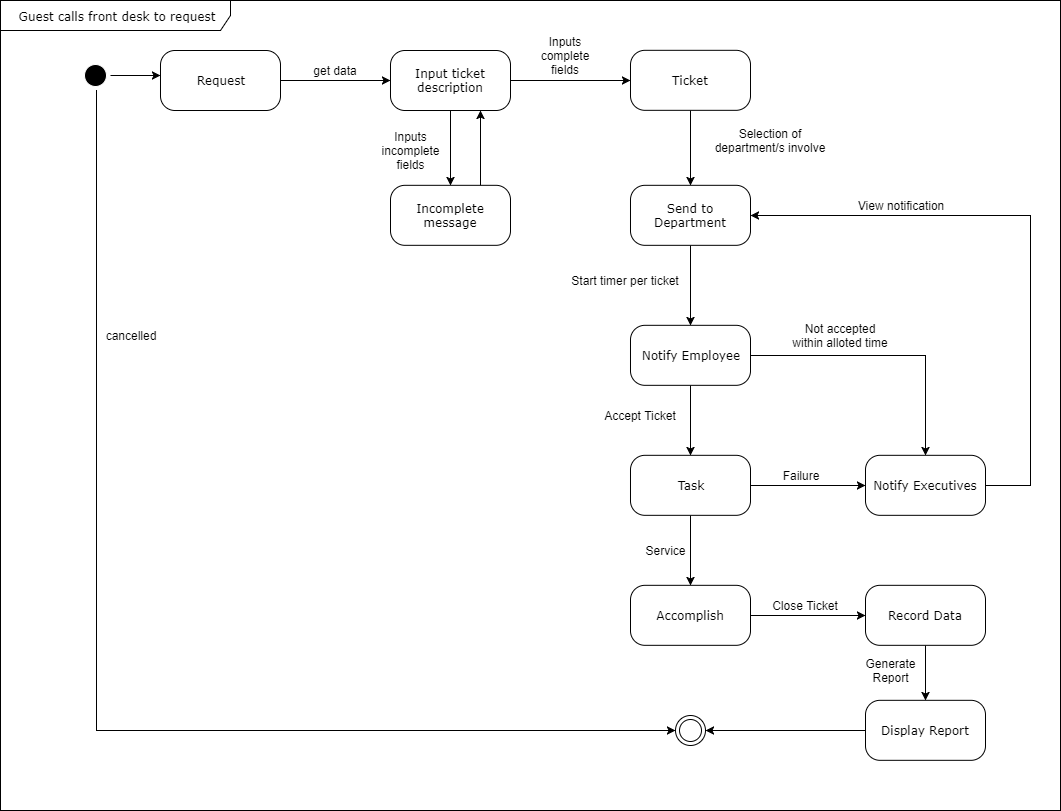 Guest calls front desk to request
Request
get data
Input ticket
description
Inputs
complete
fields
Ticket
Inputs
incomplete
fields
Incomplete
message
Selection of
department/s involve
Send to
Department
View notification
Start timer per ticket
cancelled
Notify Employee
Not accepted
within alloted time
Accept Ticket
Task
Failure
Notify Executives
Service
Accomplish
Close Ticket
Record Data
Generate
Report
Display Report